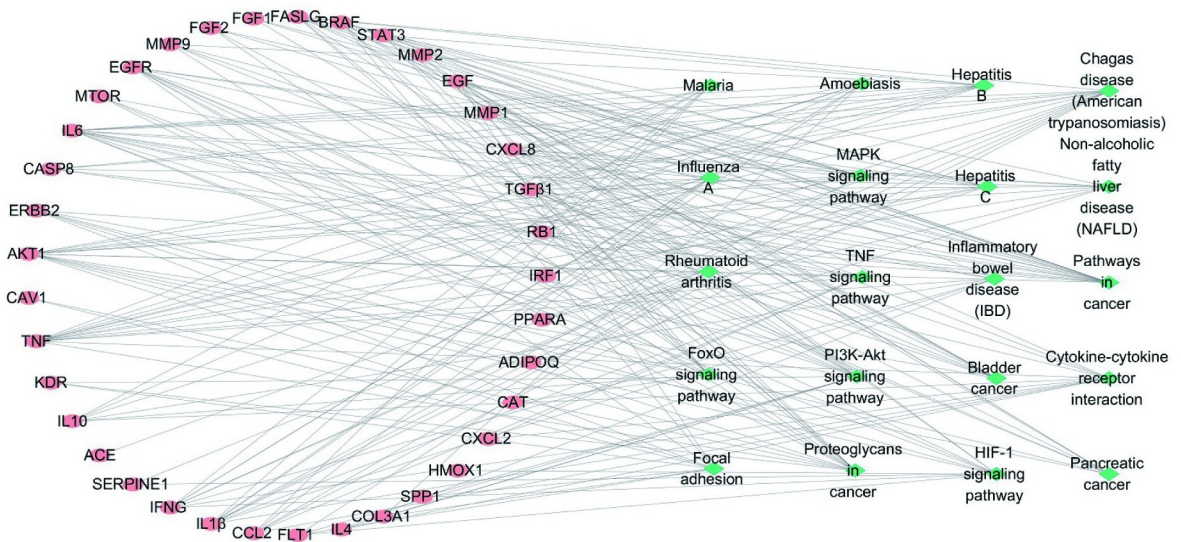 FGF1
FASLG
BRAF
STAT3
MMP2
EGF
MMP1
CXCL8
TGFβ1
RB1
IRF1
PPARA
ADIPOQ
CAT
CXCL2
HMOX1
SPP1
COL3A1
IL4
FLT1
CCL2
IL1β
IFNG
SERPINE1
ACE
IL10
KDR
TNF
CAV1
AKT1
ERBB2
CASP8
IL6
MTOR
EGFR
MMP9
FGF2
Malaria
Amoebiasis
Hepatitis
B
Chagas
disease
(American
trypanosomiasis)
Influenza
A
MAPK
signaling
pathway
Hepatitis
C
Non-alcoholic
fatty
liver
disease
(NAFLD)
Rheumatoid
arthritis
TNF
signaling
pathway
Inflammatory
bowel
disease
(IBD)
Pathways
in
cancer
FoxO
signaling
pathway
PI3K-Akt
signaling
pathway
Bladder
cancer
Cytokine-cytokine
receptor
interaction
Focal
adhesion
Proteoglycans
in
cancer
HIF-1
signaling
pathway
Pancreatic
cancer